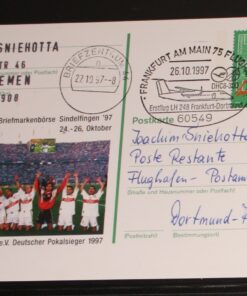 SNIEHOTTA
TR 46
EMEN
908
BRIEFZENTRUM
27.10.97
FRANKFURT AM MAIN 75 FLUG
26.10.1997
Erstflug LH 248 Frankfurt-Dortm
Postkarte 60549
Briefmarkenbörse Sindelfingen '97
24.-26. Oktober
Joachim Sniehotta
Poste Restante
(Straße und Hausnummer oder Postfach)
Flughafen - Postam
Dortmund-
(Postleitzahl) (Bestimmungsort)
e.V. Deutscher Pokalsieger 1997